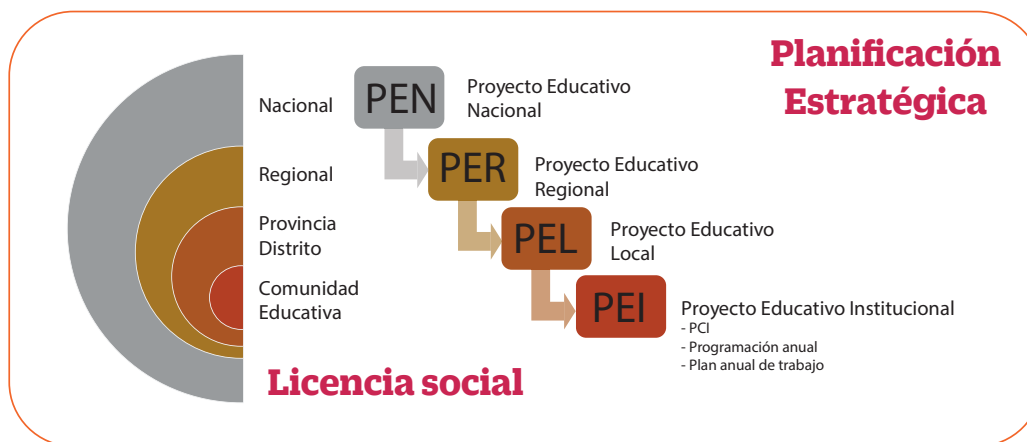 Planificación
Estratégica
Nacional
PEN
Proyecto Educativo
Nacional
Regional
PER
Proyecto Educativo
Regional
Provincia
Distrito
PEL
Proyecto Educativo
Local
Comunidad
Educativa
PEI
Proyecto Educativo Institucional
- PCI
- Programación anual
- Plan anual de trabajo
Licencia social